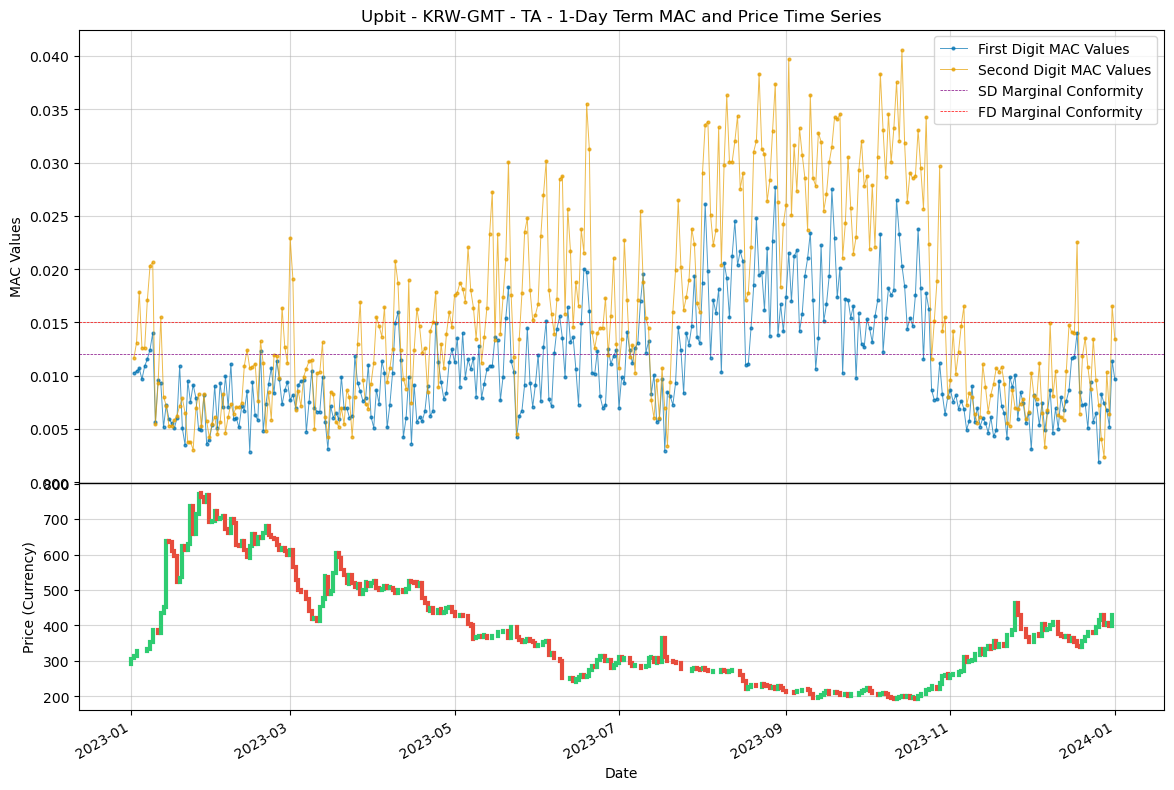 Upbit - KRW-GMT - TA - 1-Day Term MAC and Price Time Series
First Digit MAC Values
Second Digit MAC Values
SD Marginal Conformity
FD Marginal Conformity
MAC Values
0.040
0.035
0.030
0.025
0.020
0.015
0.010
0.005
0.000
Price (Currency)
800
700
600
500
400
300
200
2023-01
2023-03
2023-05
2023-07
2023-09
2023-11
2024-01
Date